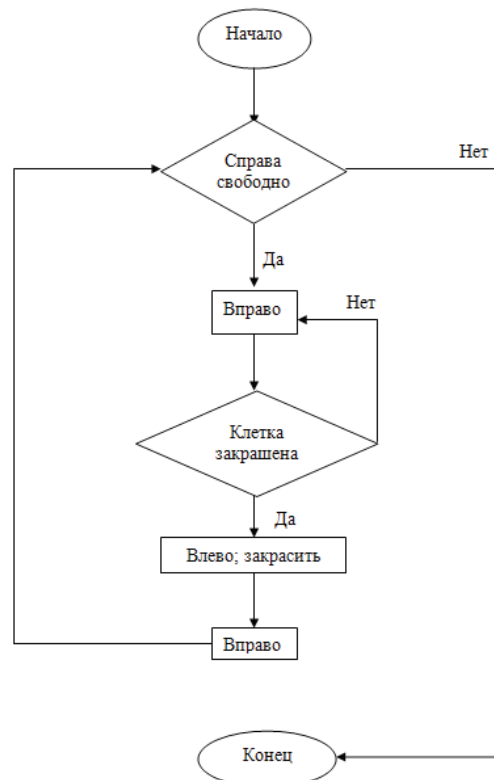 Начало
Справа
свободно
Нет
Да
Вправо
Нет
Клетка
закрашена
Да
Влево; закрасить
Вправо
Конец